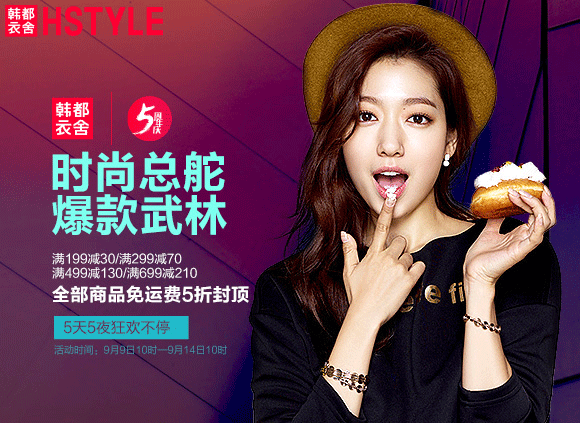 韩都
衣舍
HSTYLE
韩都
衣舍
5周年庆
时尚总舵
爆款武林
满199减30/满299减70
满499减130/满699减210
全部商品免运费5折封顶
5天5夜狂欢不停
活动时间：9月9日10时—9月14日10时